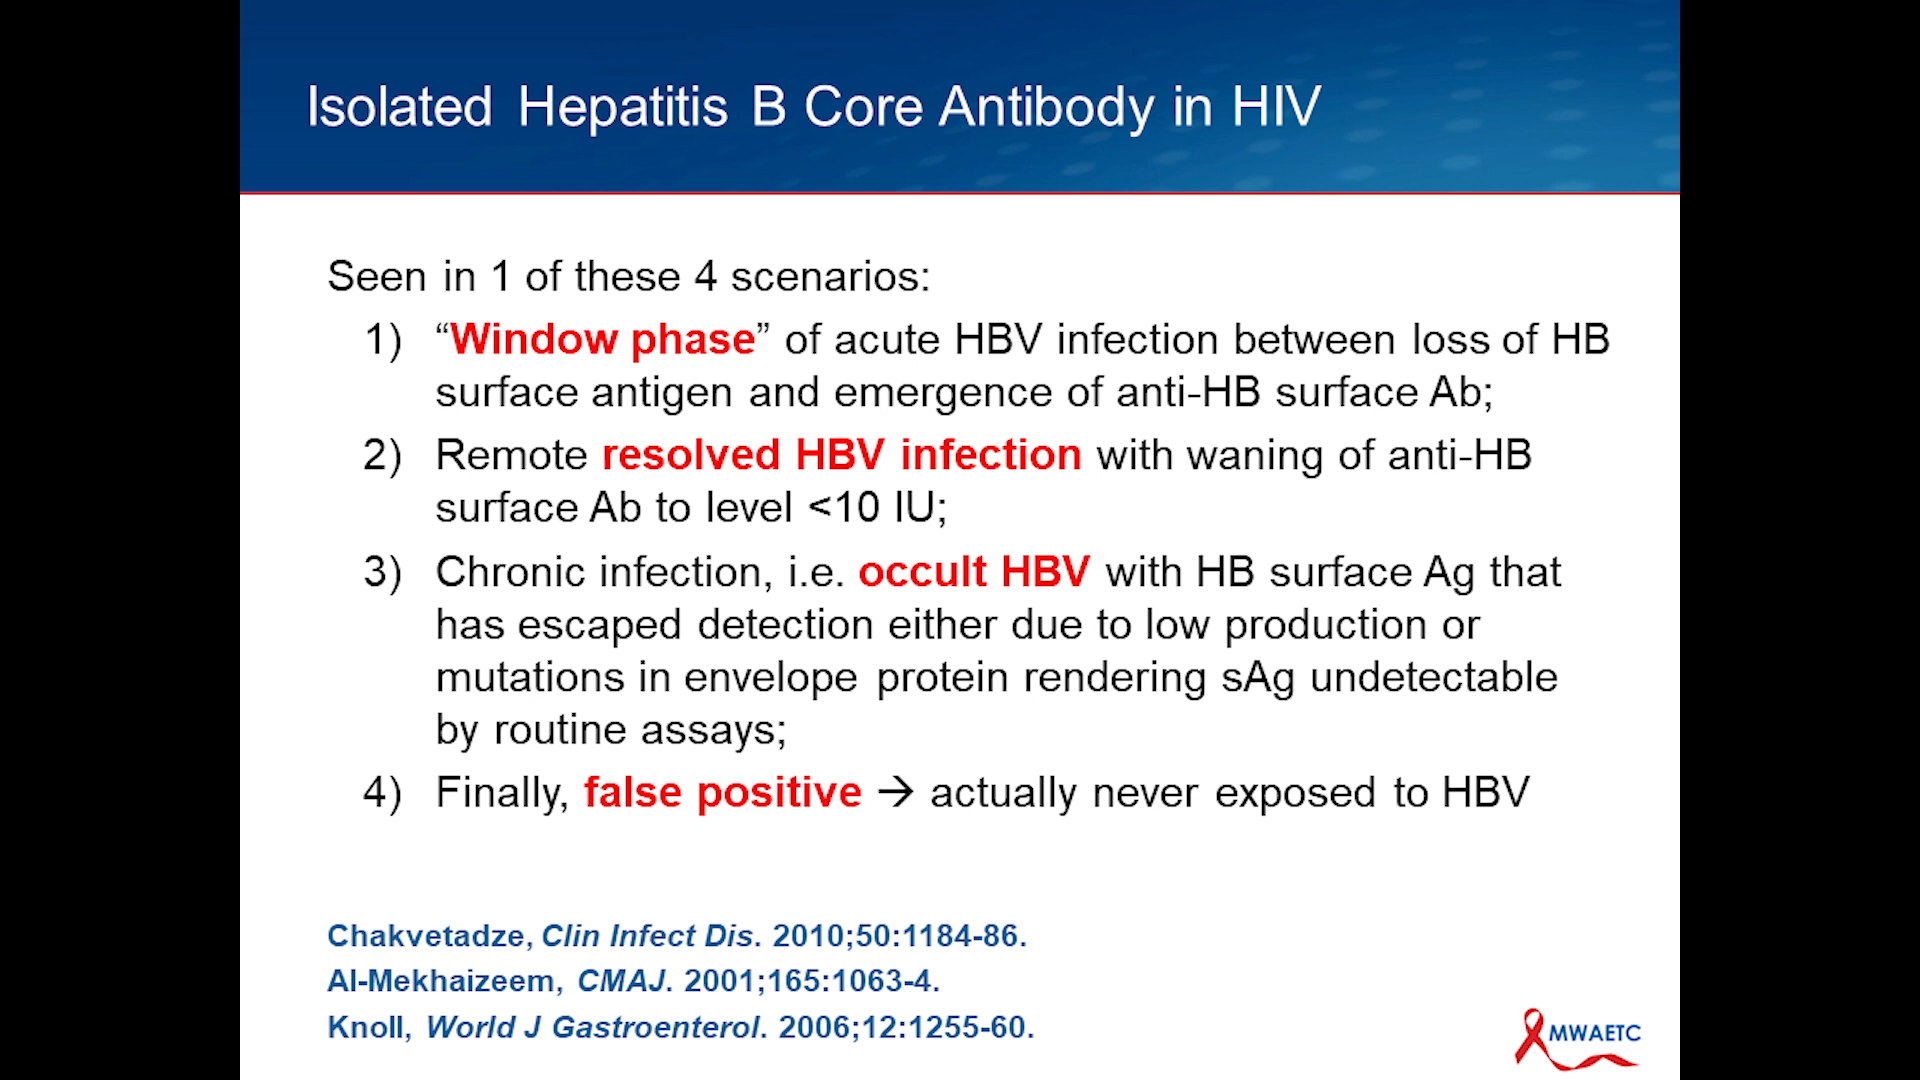 Isolated Hepatitis B Core Antibody in HIV
Seen in 1 of these 4 scenarios:
1) “Window phase” of acute HBV infection between loss of HB
surface antigen and emergence of anti-HB surface Ab;
2) Remote resolved HBV infection with waning of anti-HB
surface Ab to level <10 IU;
3) Chronic infection, i.e. occult HBV with HB surface Ag that
has escaped detection either due to low production or
mutations in envelope protein rendering sAg undetectable
by routine assays;
4) Finally, false positive → actually never exposed to HBV
Chakvetadze, Clin Infect Dis. 2010;50:1184-86.
Al-Mekhaizeem, CMAJ. 2001;165:1063-4.
Knoll, World J Gastroenterol. 2006;12:1255-60.
MWAETC